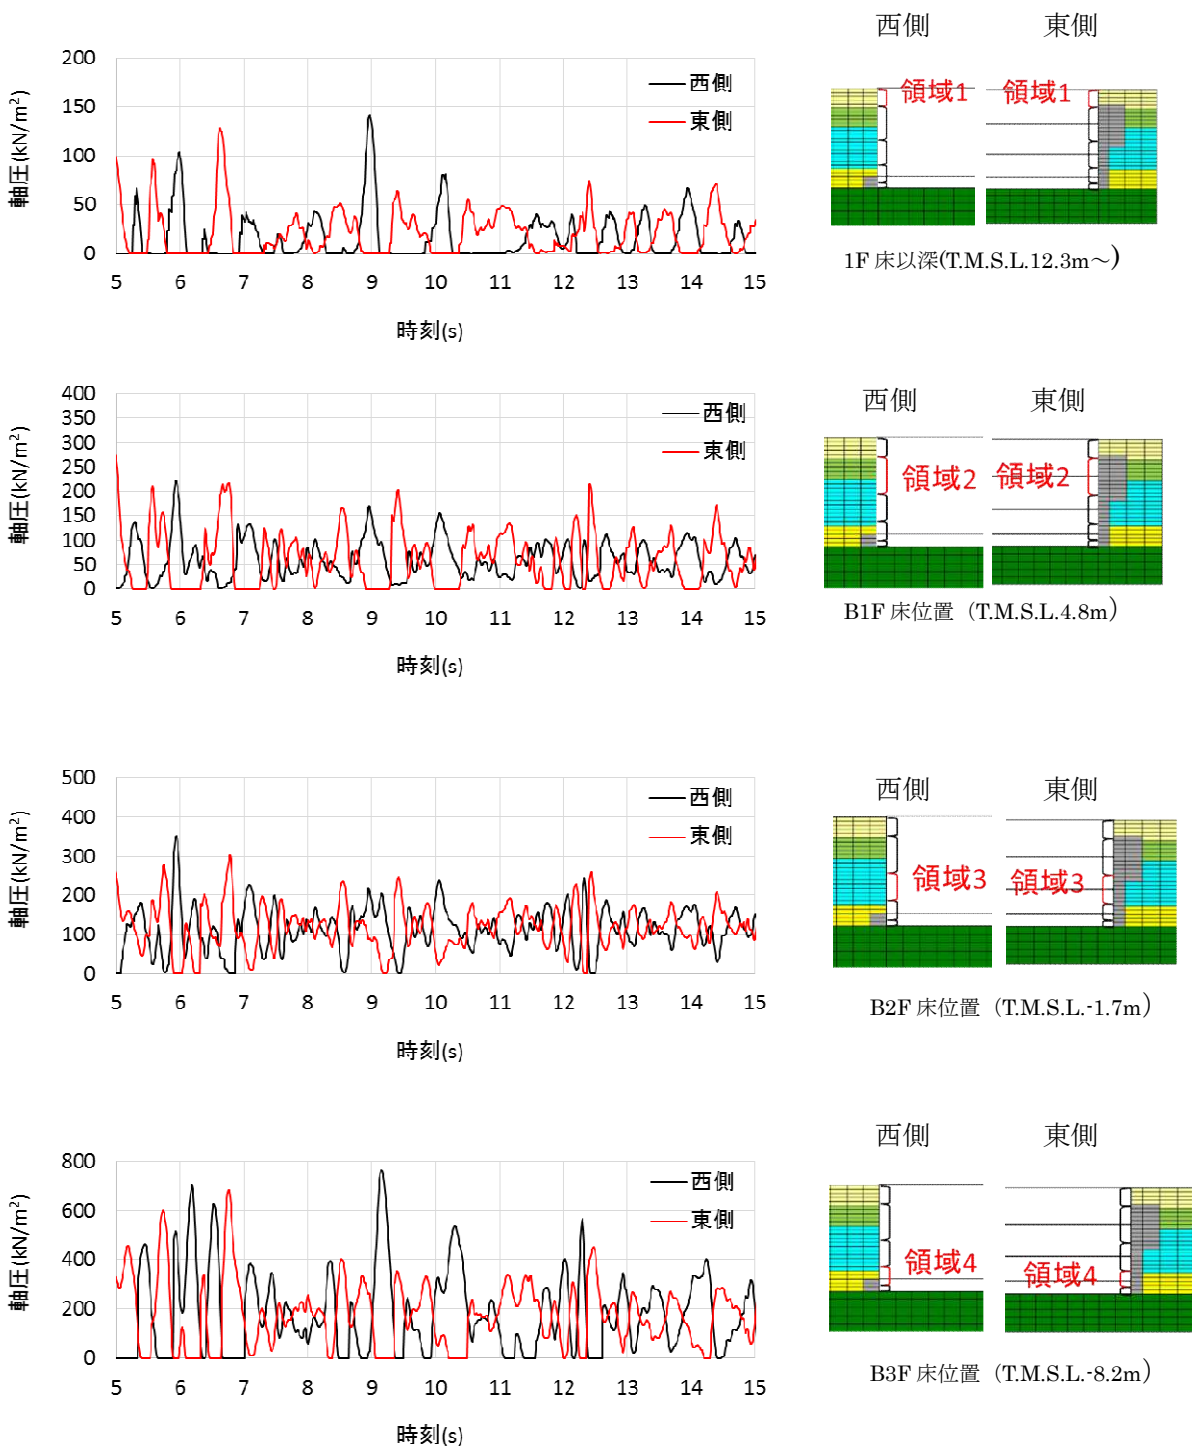 西側 東側
200
150
100
50
0
軸圧(kN/m²)
西側
東側
5 6 7 8 9 10 11 12 13 14 15
時刻(s)
領域1 領域1
1F 床以深(T.M.S.L.12.3m～)
西側 東側
400
350
300
250
200
150
100
50
0
軸圧(kN/m²)
西側
東側
5 6 7 8 9 10 11 12 13 14 15
時刻(s)
領域2 領域2
B1F 床位置（T.M.S.L.4.8m）
西側 東側
500
400
300
200
100
0
軸圧(kN/m²)
西側
東側
5 6 7 8 9 10 11 12 13 14 15
時刻(s)
領域3 領域3
B2F 床位置（T.M.S.L.-1.7m）
西側 東側
800
600
400
200
0
軸圧(kN/m²)
西側
東側
5 6 7 8 9 10 11 12 13 14 15
時刻(s)
領域4 領域4
B3F 床位置（T.M.S.L.-8.2m）